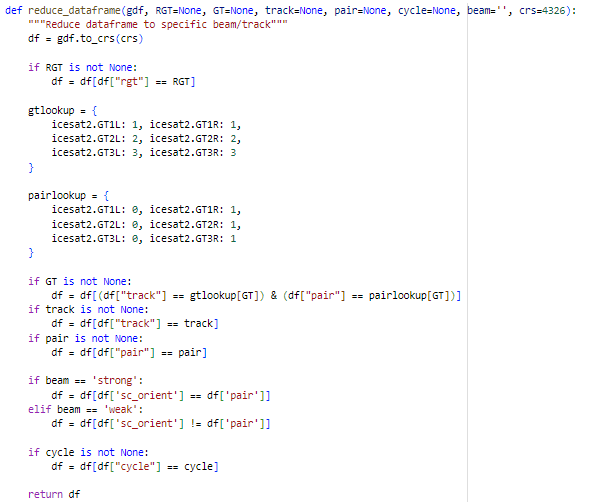 def reduce_dataframe(gdf, RGT=None, GT=None, track=None, pair=None, cycle=None, beam='', crs=4326):
    """Reduce dataframe to specific beam/track"""
    df = gdf.to_crs(crs)

    if RGT is not None:
        df = df[df["rgt"] == RGT]

    gtlookup = {
        icesat2.GT1L: 1, icesat2.GT1R: 1,
        icesat2.GT2L: 2, icesat2.GT2R: 2,
        icesat2.GT3L: 3, icesat2.GT3R: 3
    }

    pairlookup = {
        icesat2.GT1L: 0, icesat2.GT1R: 1,
        icesat2.GT2L: 0, icesat2.GT2R: 1,
        icesat2.GT3L: 0, icesat2.GT3R: 1
    }

    if GT is not None:
        df = df[(df["track"] == gtlookup[GT]) & (df["pair"] == pairlookup[GT])]
    if track is not None:
        df = df[df["track"] == track]
    if pair is not None:
        df = df[df["pair"] == pair]

    if beam == 'strong':
        df = df[df['sc_orient'] == df['pair']]
    elif beam == 'weak':
        df = df[df['sc_orient'] != df['pair']]

    if cycle is not None:
        df = df[df["cycle"] == cycle]

    return df